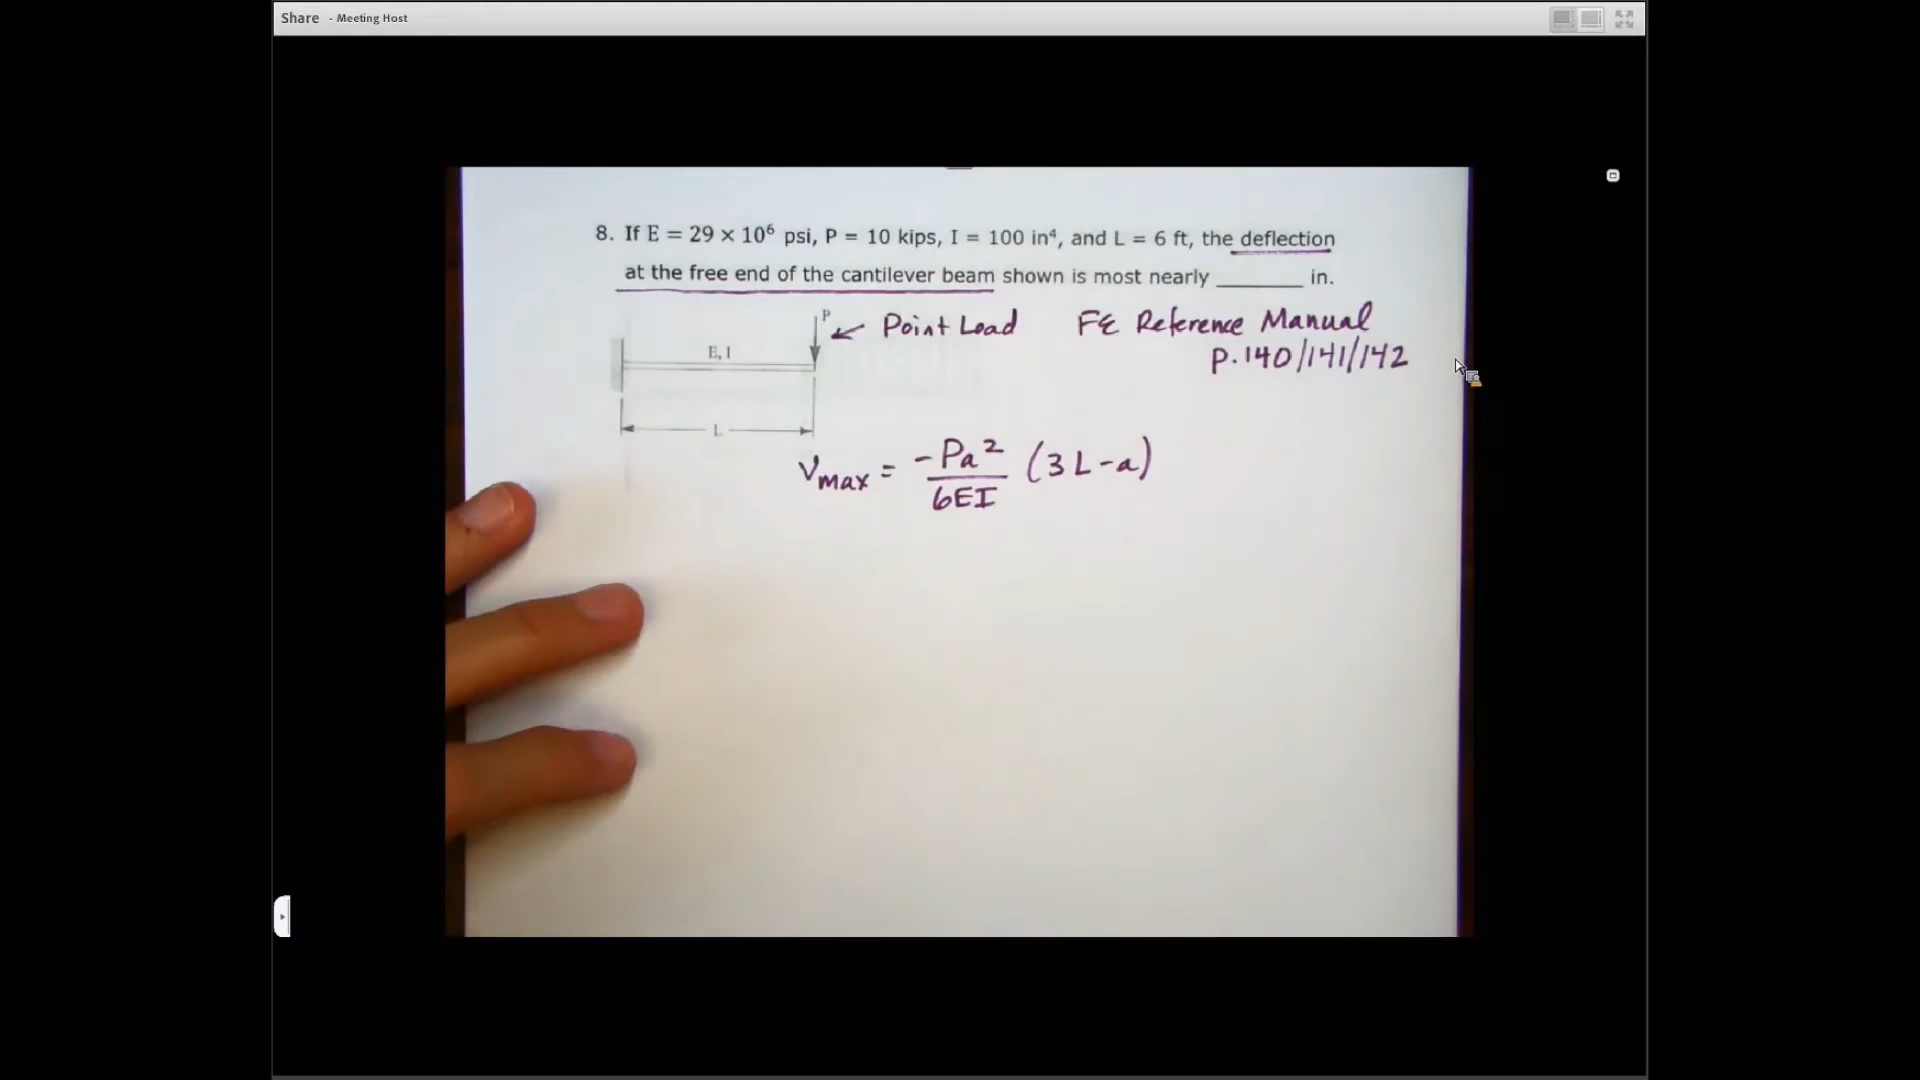 Share - Meeting Host
8. If E = 29 × 10⁶ psi, P = 10 kips, I = 100 in⁴, and L = 6 ft, the deflection
at the free end of the cantilever beam shown is most nearly ________ in.
P
Point Load
FE Reference Manual
p. 140/141/142
E, I
L
νmax = -Pa²/6EI (3L-a)